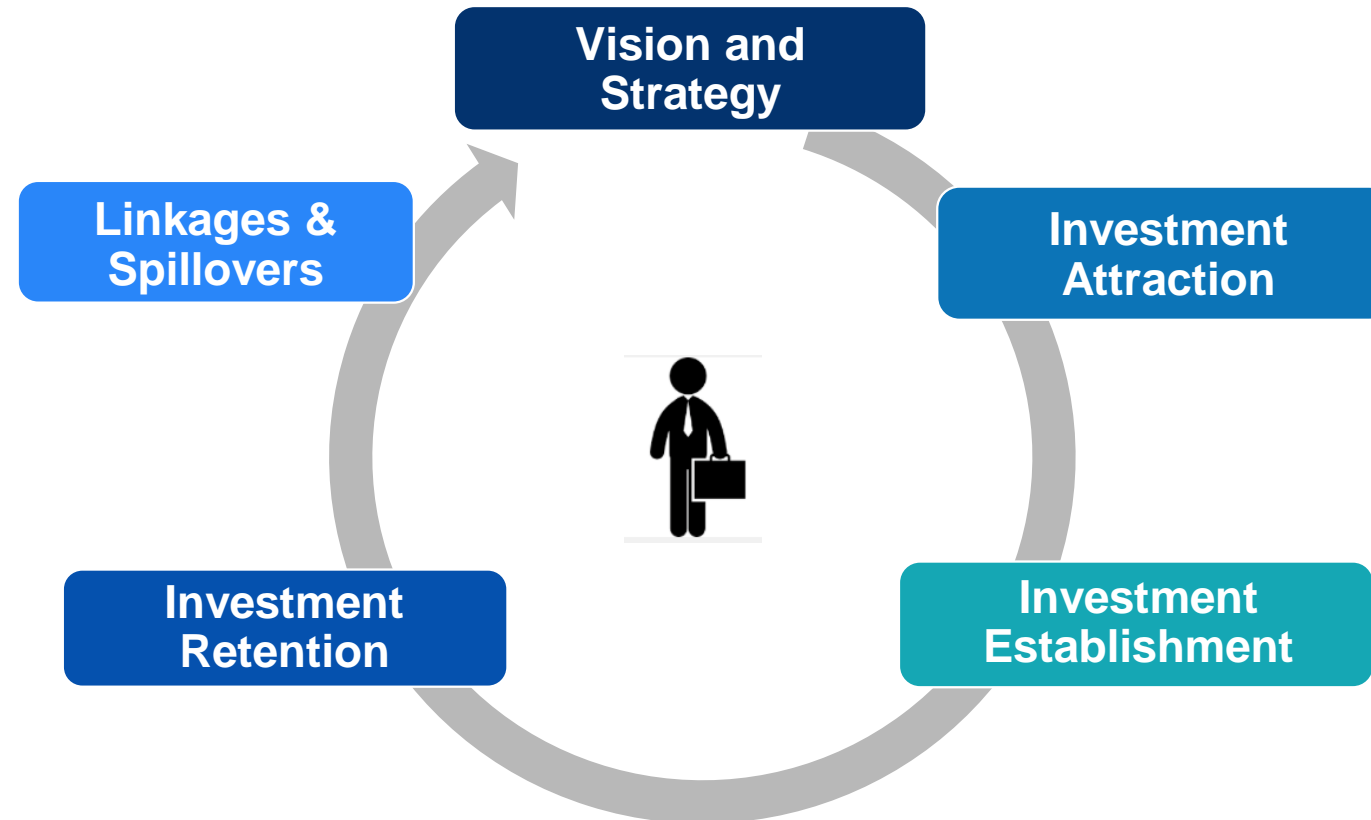 Vision and
Strategy
Investment
Attraction
Investment
Establishment
Investment
Retention
Linkages &
Spillovers